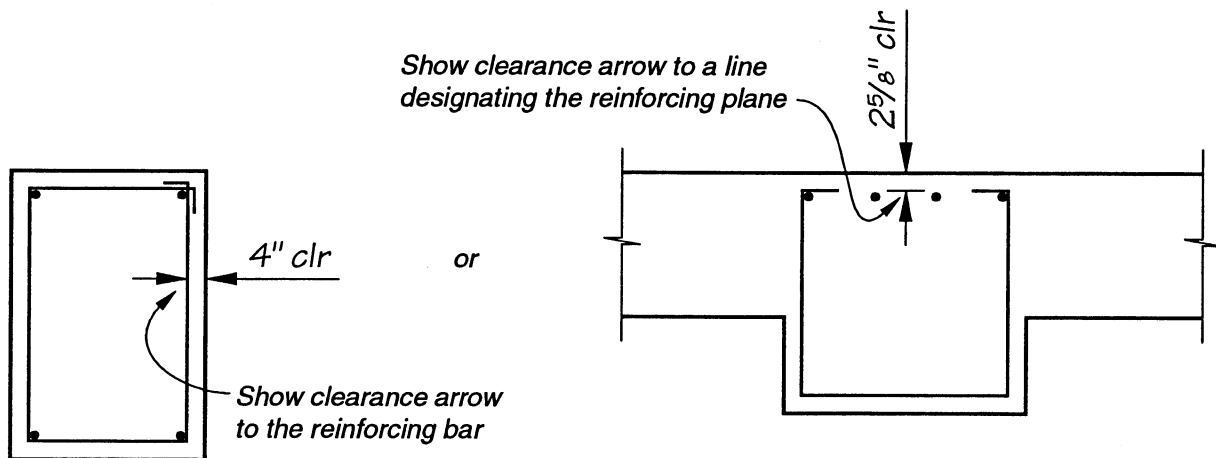 Show clearance arrow to a line
designating the reinforcing plane
2⅝" clr
4" clr
or
Show clearance arrow
to the reinforcing bar